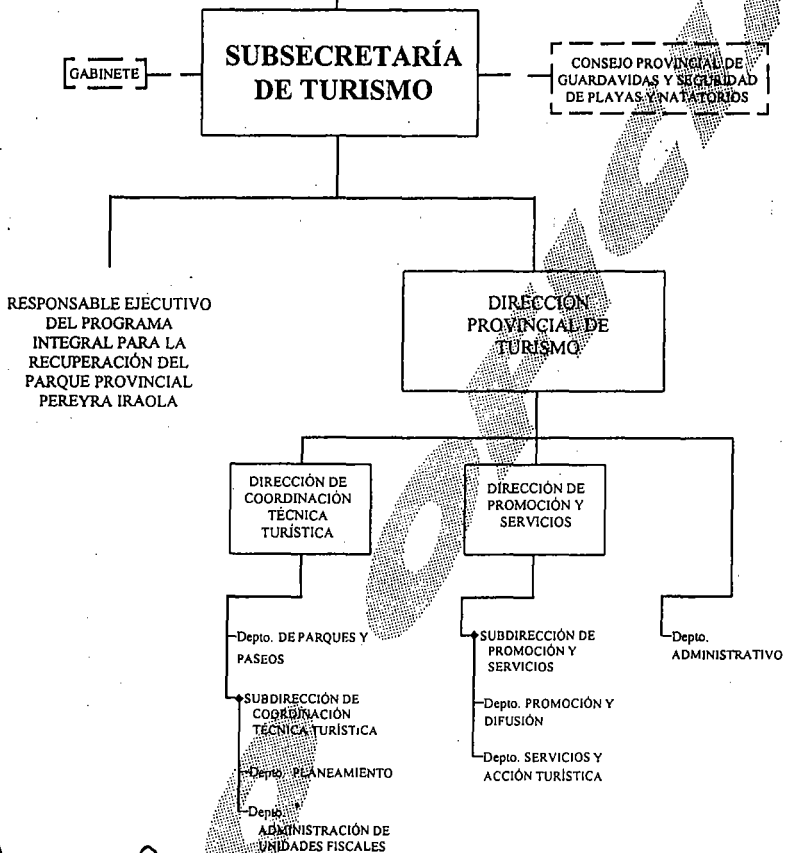 SUBSECRETARÍA
DE TURISMO
GABINETE
CONSEJO PROVINCIAL DE
GUARDAVIDAS Y SEGURIDAD
DE PLAYAS Y NATATORIOS
RESPONSABLE EJECUTIVO
DEL PROGRAMA
INTEGRAL PARA LA
RECUPERACIÓN DEL
PARQUE PROVINCIAL
PEREYRA IRAOLA
DIRECCIÓN
PROVINCIAL DE
TURISMO
DIRECCIÓN DE
COORDINACIÓN
TÉCNICA
TURÍSTICA
DIRECCIÓN DE
PROMOCIÓN Y
SERVICIOS
Depto. DE PARQUES Y
PASEOS
SUBDIRECCIÓN DE
COORDINACIÓN
TÉCNICA TURÍSTICA
Depto. PLANEAMIENTO
Depto.
ADMINISTRACIÓN DE
UNIDADES FISCALES
SUBDIRECCIÓN DE
PROMOCIÓN Y
SERVICIOS
Depto. PROMOCIÓN Y
DIFUSIÓN
Depto. SERVICIOS Y
ACCIÓN TURÍSTICA
Depto.
ADMINISTRATIVO